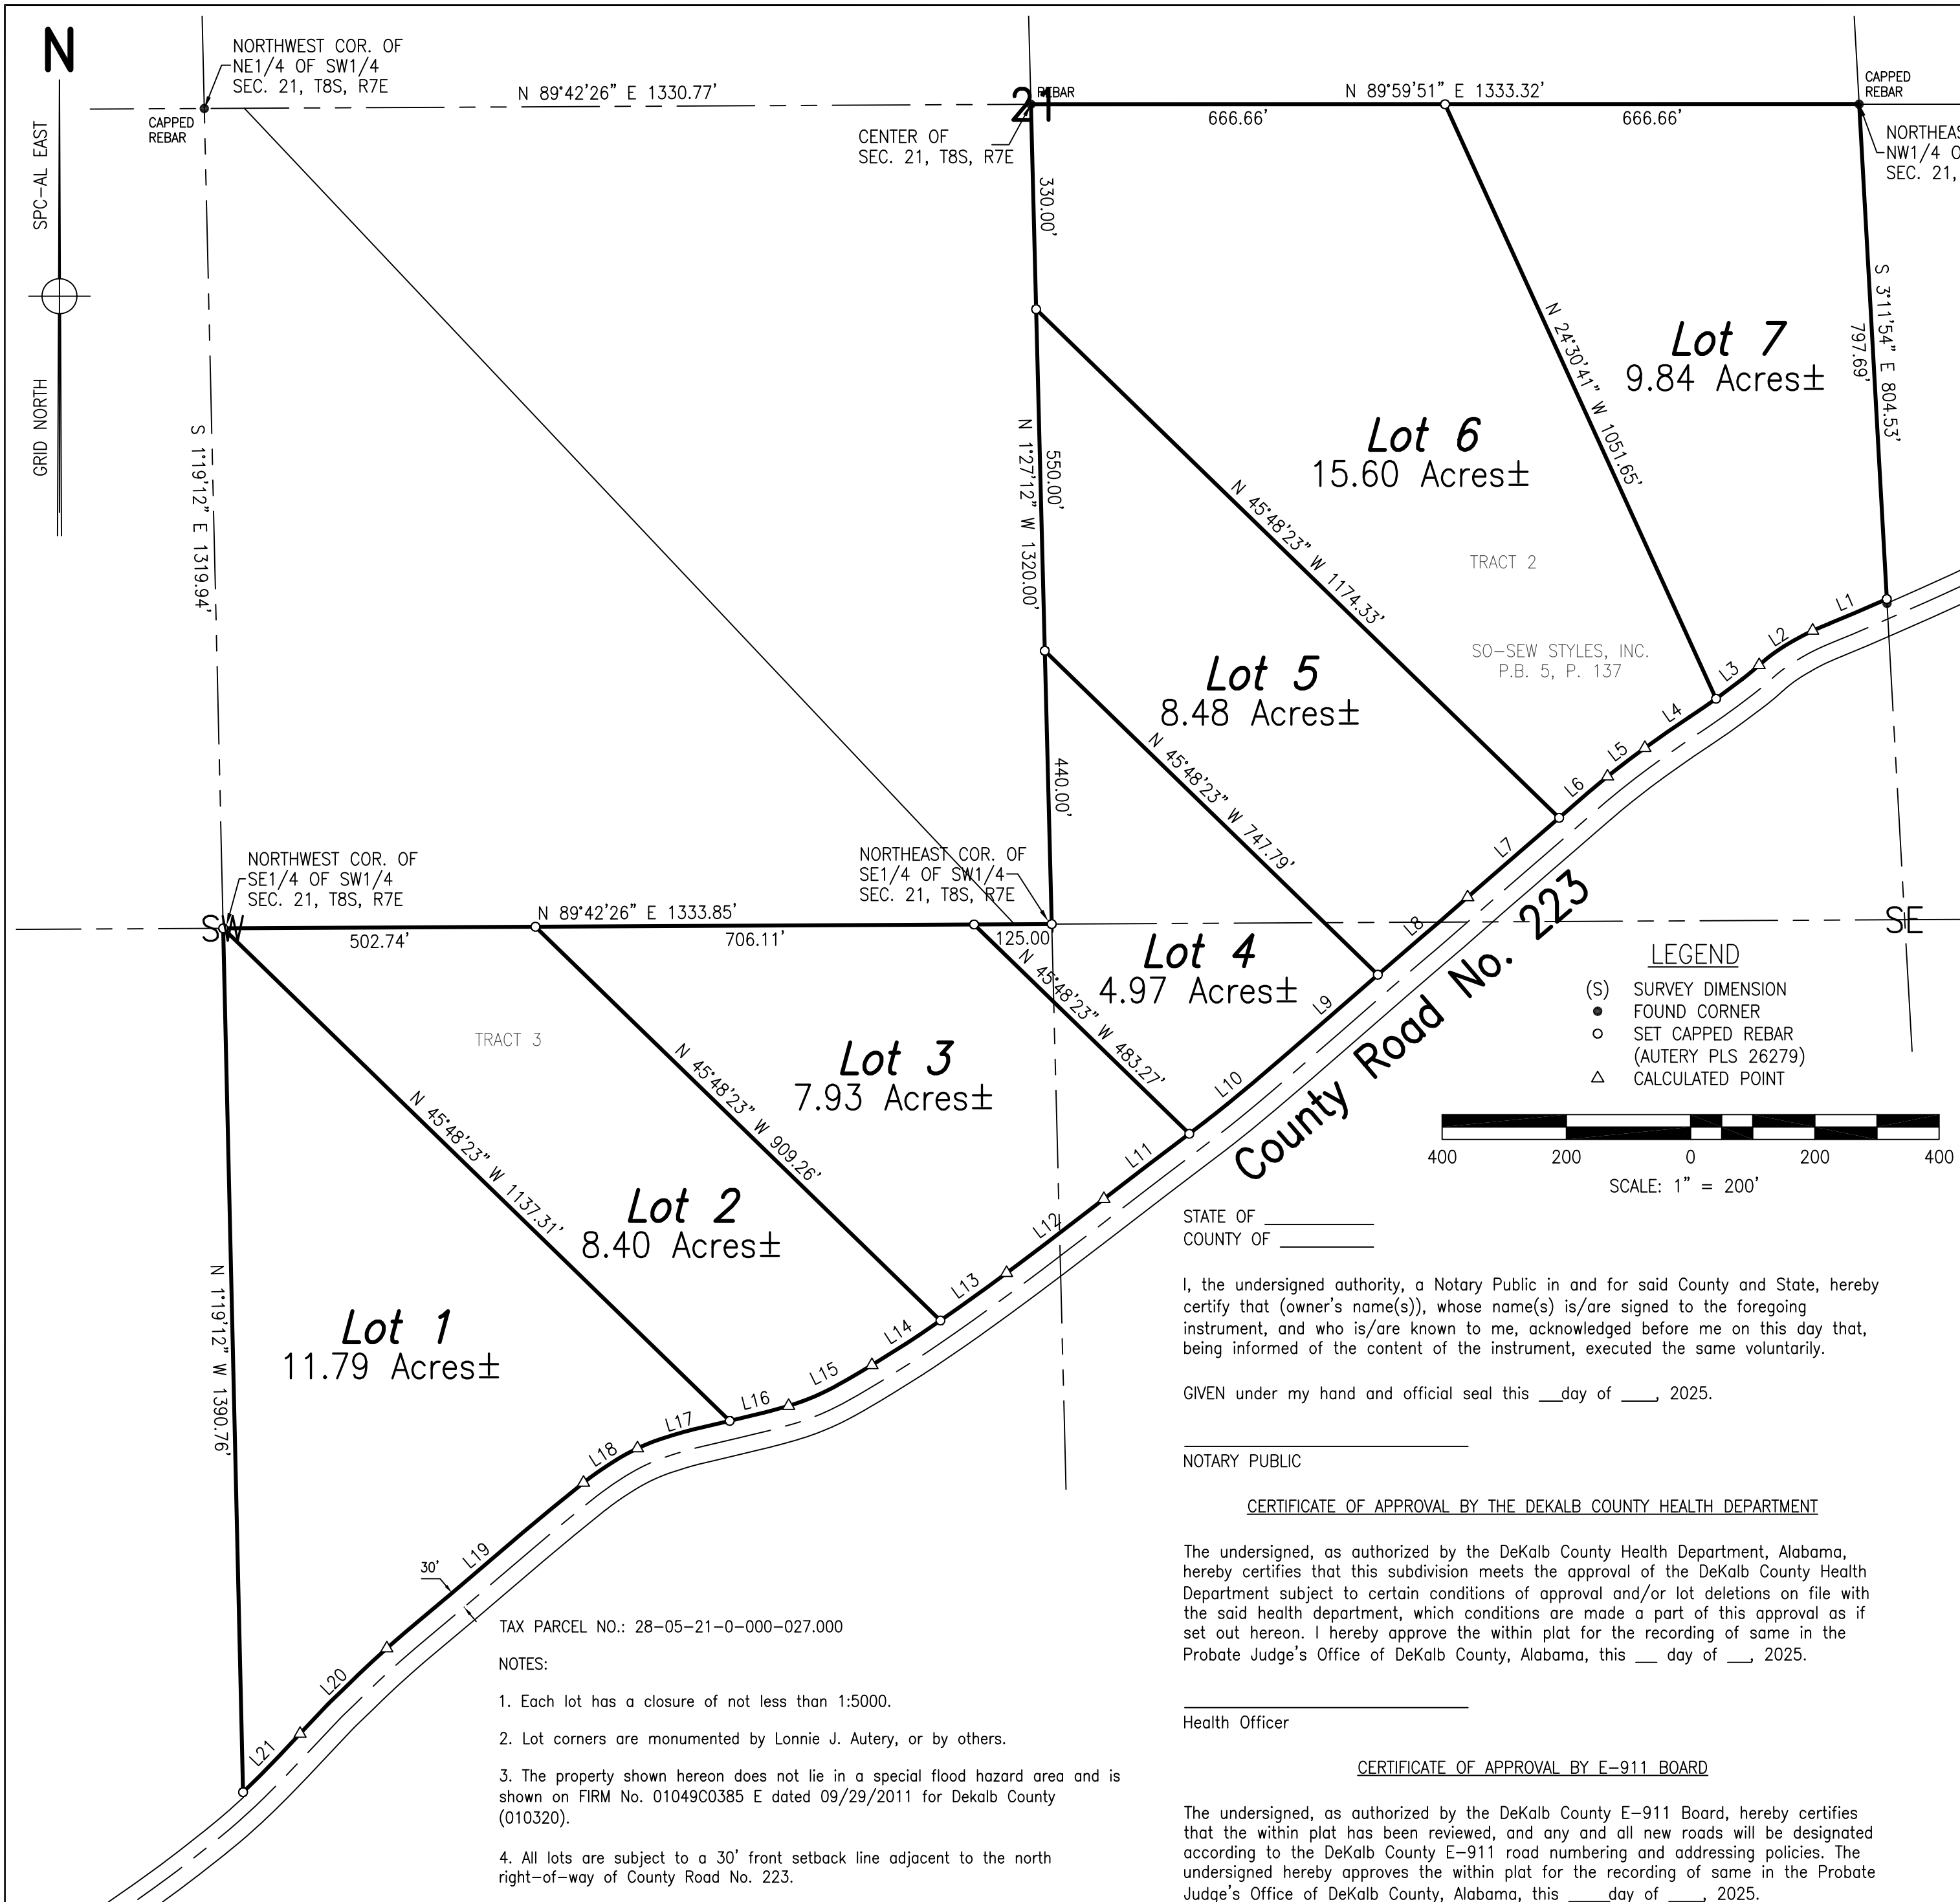 N
SPC-AL EAST
GRID NORTH
NORTHWEST COR. OF
NE1/4 OF SW1/4
SEC. 21, T8S, R7E
CAPPED
REBAR
N 89°42'26" E 1330.77'
21
REBAR
CENTER OF
SEC. 21, T8S, R7E
N 89°59'51" E 1333.32'
666.66'
666.66'
CAPPED
REBAR
NW1/4
SEC. 21,
330.00'
S 3°11'54" E 804.53'
797.69'
N 24°30'41" W 1051.65'
Lot 7
9.84 Acres±
Lot 6
15.60 Acres±
S 1°19'12" E 1319.94'
N 1°27'12" W 1320.00'
550.00'
N 45°48'23" W 1174.33'
TRACT 2
SO-SEW STYLES, INC.
P.B. 5, P. 137
L1
L2
L3
L4
L5
L6
L7
L8
L9
L10
L11
L12
L13
L14
L15
L16
L17
L18
L19
L20
L21
Lot 5
8.48 Acres±
N 45°48'23" W 747.79'
440.00'
NORTHWEST COR. OF
SE1/4 OF SW1/4
SEC. 21, T8S, R7E
NORTHEAST COR. OF
SE1/4 OF SW1/4
SEC. 21, T8S, R7E
SW
N 89°42'26" E 1333.85'
502.74'
706.11'
125.00'
SE
Lot 4
4.97 Acres±
N 45°48'23" W 483.27'
County Road No. 223
TRACT 3
Lot 3
7.93 Acres±
N 45°48'23" W 909.26'
N 45°48'23" W 1137.31'
Lot 2
8.40 Acres±
N 1°19'12" W 1390.76'
Lot 1
11.79 Acres±
30'
LEGEND
(S) SURVEY DIMENSION
FOUND CORNER
SET CAPPED REBAR
(AUTERY PLS 26279)
CALCULATED POINT
400 200 0 200 400
SCALE: 1" = 200'
STATE OF
COUNTY OF
I, the undersigned authority, a Notary Public in and for said County and State, hereby
certify that (owner's name(s)), whose name(s) is/are signed to the foregoing
instrument, and who is/are known to me, acknowledged before me on this day that,
being informed of the content of the instrument, executed the same voluntarily.
GIVEN under my hand and official seal this ___day of ____, 2025.
NOTARY PUBLIC
CERTIFICATE OF APPROVAL BY THE DEKALB COUNTY HEALTH DEPARTMENT
The undersigned, as authorized by the DeKalb County Health Department, Alabama,
hereby certifies that this subdivision meets the approval of the DeKalb County Health
Department subject to certain conditions of approval and/or lot deletions on file with
the said health department, which conditions are made a part of this approval as if
set out hereon. I hereby approve the within plat for the recording of same in the
Probate Judge's Office of DeKalb County, Alabama, this __ day of __, 2025.
Health Officer
CERTIFICATE OF APPROVAL BY E-911 BOARD
The undersigned, as authorized by the DeKalb County E-911 Board, hereby certifies
that the within plat has been reviewed, and any and all new roads will be designated
according to the DeKalb County E-911 road numbering and addressing policies. The
undersigned hereby approves the within plat for the recording of same in the Probate
Judge's Office of DeKalb County, Alabama, this ____day of ____, 2025.
TAX PARCEL NO.: 28-05-21-0-000-027.000
NOTES:
1. Each lot has a closure of not less than 1:5000.
2. Lot corners are monumented by Lonnie J. Autery, or by others.
3. The property shown hereon does not lie in a special flood hazard area and is
shown on FIRM No. 01049C0385 E dated 09/29/2011 for Dekalb County
(010320).
4. All lots are subject to a 30' front setback line adjacent to the north
right-of-way of County Road No. 223.